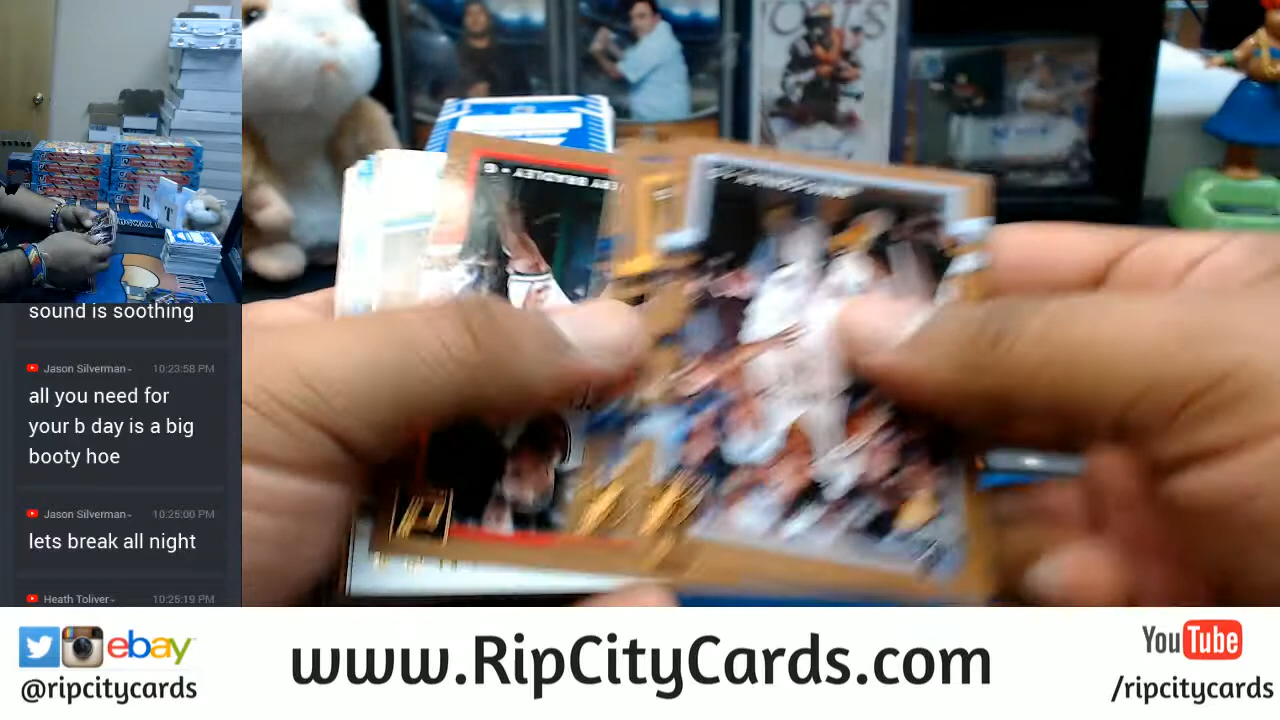 sound is soothing
Jason Silverman 10:23:58 PM
all you need for
your b day is a big
booty hoe
Jason Silverman 10:25:00 PM
lets break all night
Heath Toliver 10:25:19 PM
ebay
@ripcitycards
www.RipCityCards.com
YouTube
/ripcitycards
R T